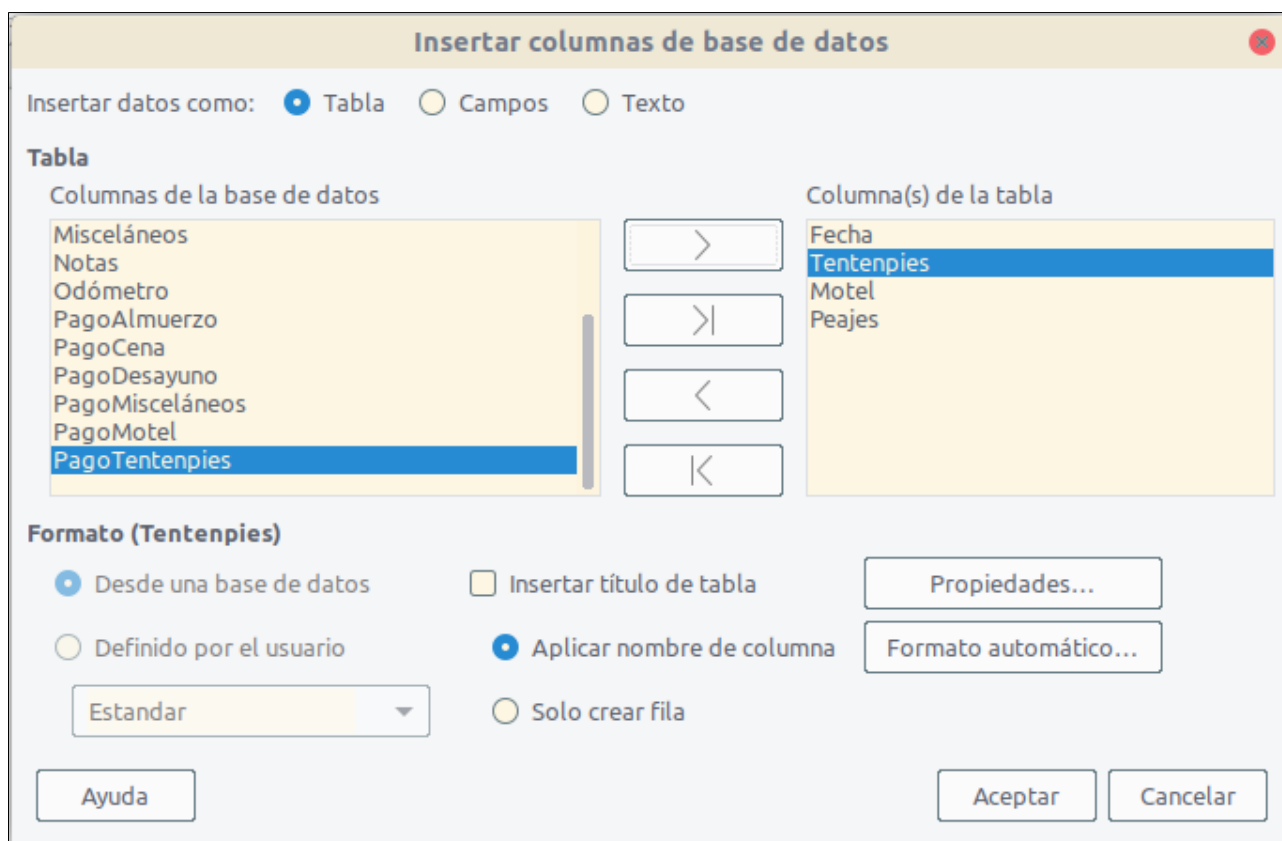 Insertar columnas de base de datos
Insertar datos como: Tabla Campos Texto
Tabla
Columnas de la base de datos
Misceláneos
Notas
Odómetro
PagoAlmuerzo
PagoCena
PagoDesayuno
PagoMisceláneos
PagoMotel
PagoTentenpies
Columna(s) de la tabla
Fecha
Tentenpies
Motel
Peajes
Formato (Tentenpies)
Desde una base de datos
Insertar título de tabla
Propiedades...
Definido por el usuario
Aplicar nombre de columna
Formato automático...
Estandar
Solo crear fila
Ayuda
Aceptar
Cancelar